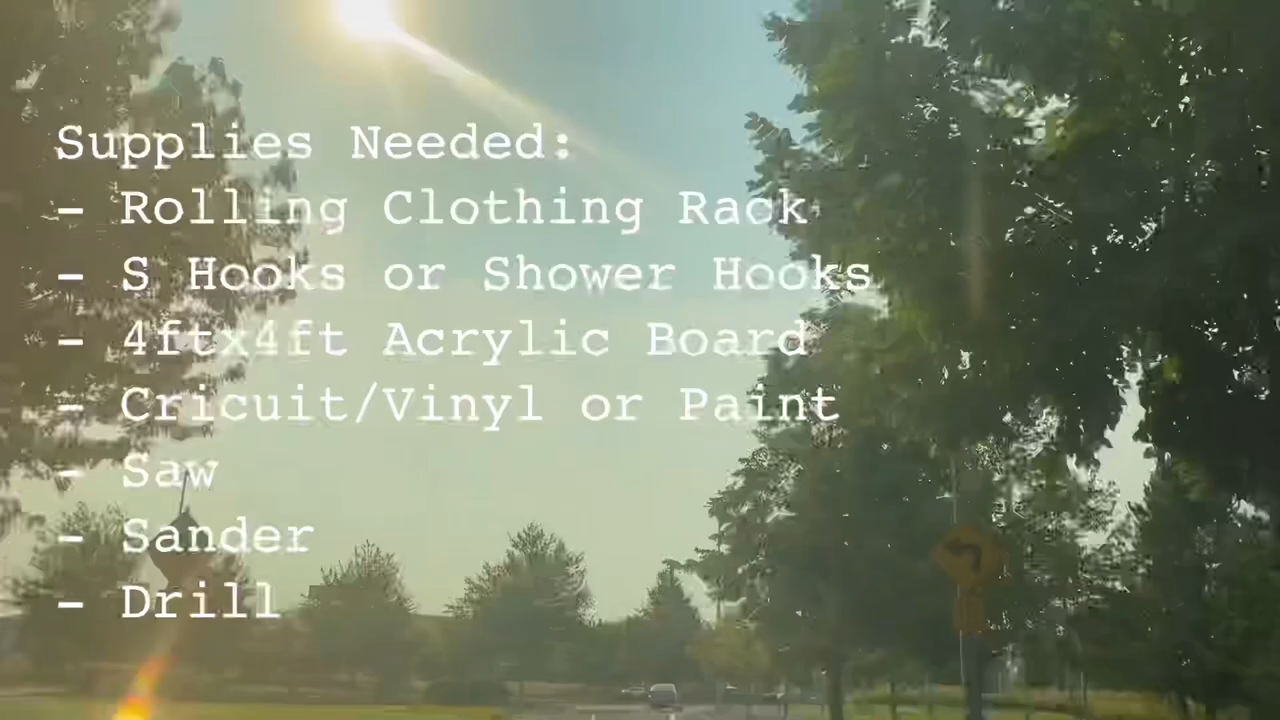 Supplies Needed:
- Rolling Clothing Rack
- S Hooks or Shower Hooks
- 4ftx4ft Acrylic Board
- Cricuit/Vinyl or Paint
- Saw
- Sander
- Drill